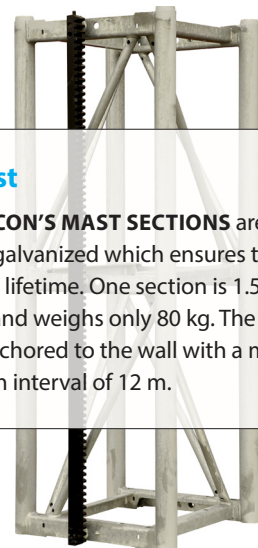 st
CON'S MAST SECTIONS are
galvanized which ensures t
lifetime. One section is 1.5
and weighs only 80 kg. The
chored to the wall with a m
n interval of 12 m.